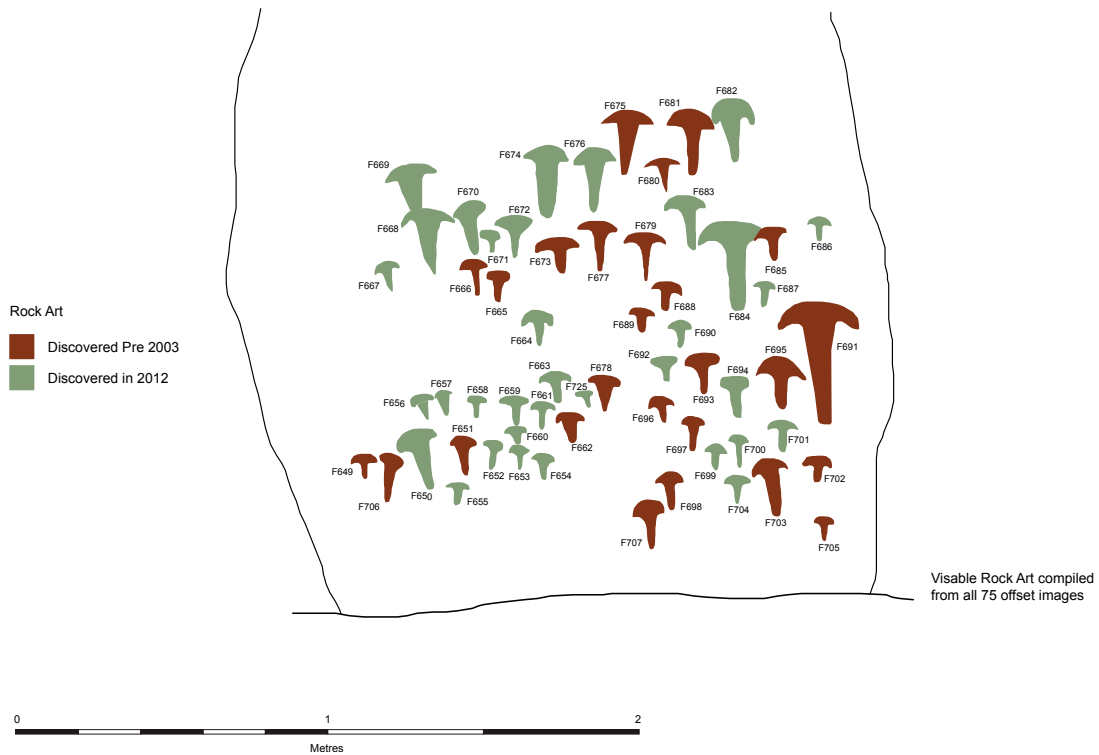 F682
F675
F681
F674
F676
F669
F680
F670
F683
F672
F668
F679
F686
F671
F673
F685
F677
F667
F666
F665
F687
F688
F684
F689
F690
F664
F691
F695
F692
F663
F678
F694
F693
F657
F658
F659
F725
F656
F661
F696
F651
F660
F662
F697
F701
F700
F649
F652
F653
F654
F699
F702
F650
F706
F655
F698
F704
F703
F707
F705
Rock Art
Discovered Pre 2003
Discovered in 2012
Visable Rock Art compiled
from all 75 offset images
0 1 2
Metres